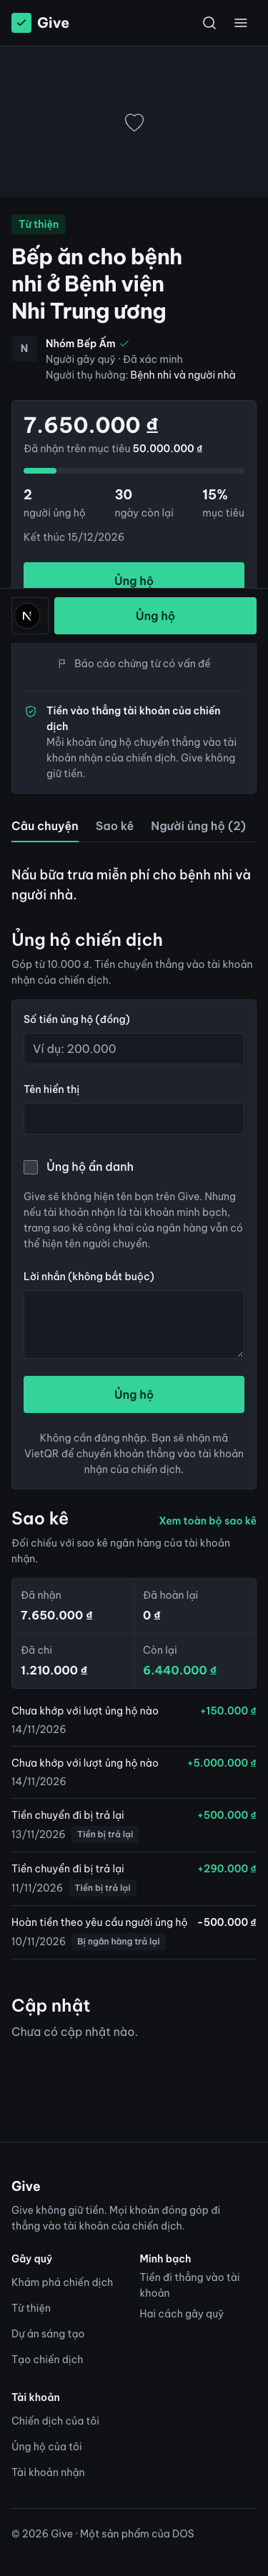 Give
Từ thiện
Bếp ăn cho bệnh
nhi ở Bệnh viện
Nhi Trung ương
N
Nhóm Bếp Ấm
Người gây quỹ · Đã xác minh
Người thụ hưởng: Bệnh nhi và người nhà
7.650.000 ₫
Đã nhận trên mục tiêu 50.000.000 ₫
2
người ủng hộ
30
ngày còn lại
15%
mục tiêu
Kết thúc 15/12/2026
Ủng hộ
N
Ủng hộ
Báo cáo chứng từ có vấn đề
Tiền vào thẳng tài khoản của chiến
dịch
Mỗi khoản ủng hộ chuyển thẳng vào tài
khoản nhận của chiến dịch. Give không
giữ tiền.
Câu chuyện
Sao kê
Người ủng hộ (2)
Nấu bữa trưa miễn phí cho bệnh nhi và
người nhà.
Ủng hộ chiến dịch
Góp từ 10.000 ₫. Tiền chuyển thẳng vào tài khoản
nhận của chiến dịch.
Số tiền ủng hộ (đồng)
Ví dụ: 200.000
Tên hiển thị
Ủng hộ ẩn danh
Give sẽ không hiện tên bạn trên Give. Nhưng
nếu tài khoản nhận là tài khoản minh bạch,
trang sao kê công khai của ngân hàng vẫn có
thể hiện tên người chuyển.
Lời nhắn (không bắt buộc)
Ủng hộ
Không cần đăng nhập. Bạn sẽ nhận mã
VietQR để chuyển khoản thẳng vào tài khoản
nhận của chiến dịch.
Sao kê
Xem toàn bộ sao kê
Đối chiếu với sao kê ngân hàng của tài khoản
nhận.
Đã nhận
7.650.000 ₫
Đã hoàn lại
0 ₫
Đã chi
1.210.000 ₫
Còn lại
6.440.000 ₫
Chưa khớp với lượt ủng hộ nào
+150.000 ₫
14/11/2026
Chưa khớp với lượt ủng hộ nào
+5.000.000 ₫
14/11/2026
Tiền chuyển đi bị trả lại
+500.000 ₫
13/11/2026
Tiền bị trả lại
Tiền chuyển đi bị trả lại
+290.000 ₫
11/11/2026
Tiền bị trả lại
Hoàn tiền theo yêu cầu người ủng hộ
−500.000 ₫
10/11/2026
Bị ngân hàng trả lại
Cập nhật
Chưa có cập nhật nào.
Give
Give không giữ tiền. Mọi khoản đóng góp đi
thẳng vào tài khoản của chiến dịch.
Gây quỹ
Khám phá chiến dịch
Từ thiện
Dự án sáng tạo
Tạo chiến dịch
Minh bạch
Tiền đi thẳng vào tài
khoản
Hai cách gây quỹ
Tài khoản
Chiến dịch của tôi
Ủng hộ của tôi
Tài khoản nhận
© 2026 Give · Một sản phẩm của DOS